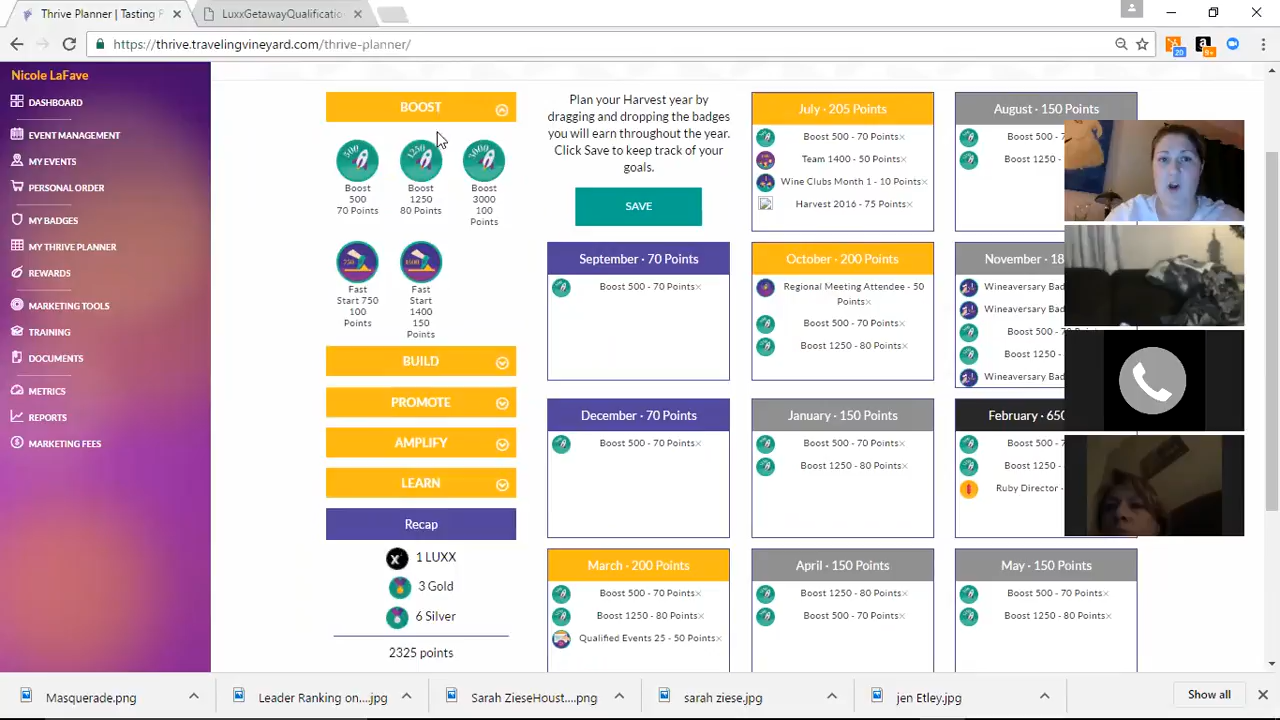 Thrive Planner | Tasting
LuxxGetawayQualificatio
https://thrive.travelingvineyard.com/thrive-planner/
20
9+
Nicole LaFave
DASHBOARD
EVENT MANAGEMENT
MY EVENTS
PERSONAL ORDER
MY BADGES
MY THRIVE PLANNER
REWARDS
MARKETING TOOLS
TRAINING
DOCUMENTS
METRICS
REPORTS
MARKETING FEES
BOOST
500
1250
3000
Boost
500
70 Points
Boost
1250
80 Points
Boost
3000
100
Points
750
1400
Fast
Start 750
100
Points
Fast
Start
1400
150
Points
BUILD
PROMOTE
AMPLIFY
LEARN
Recap
1 LUXX
3 Gold
6 Silver
2325 points
Plan your Harvest year by
dragging and dropping the badges
you will earn throughout the year.
Click Save to keep track of your
goals.
SAVE
July · 205 Points
Boost 500 - 70 Points×
Team 1400 - 50 Points×
Wine Clubs Month 1 - 10 Points×
Harvest 2016 - 75 Points×
August · 150 Points
Boost 500 - 70 P
Boost 1250 -
September · 70 Points
Boost 500 - 70 Points×
October · 200 Points
Regional Meeting Attendee - 50
Points×
Boost 500 - 70 Points×
Boost 1250 - 80 Points×
November · 18
Wineaversary Bad
Wineaversary Bad
Boost 500 - 70
Boost 1250 -
Wineaversary Bad
December · 70 Points
Boost 500 - 70 Points×
January · 150 Points
Boost 500 - 70 Points×
Boost 1250 - 80 Points×
February · 650
Boost 500 - 70
Boost 1250 -
Ruby Director -
March · 200 Points
Boost 500 - 70 Points×
Boost 1250 - 80 Points×
Qualified Events 25 - 50 Points×
April · 150 Points
Boost 1250 - 80 Points×
Boost 500 - 70 Points×
May · 150 Points
Boost 500 - 70 Points×
Boost 1250 - 80 Points×
Masquerade.png
Leader Ranking on....jpg
Sarah ZieseHoust....png
sarah ziese.jpg
jen Etley.jpg
Show all